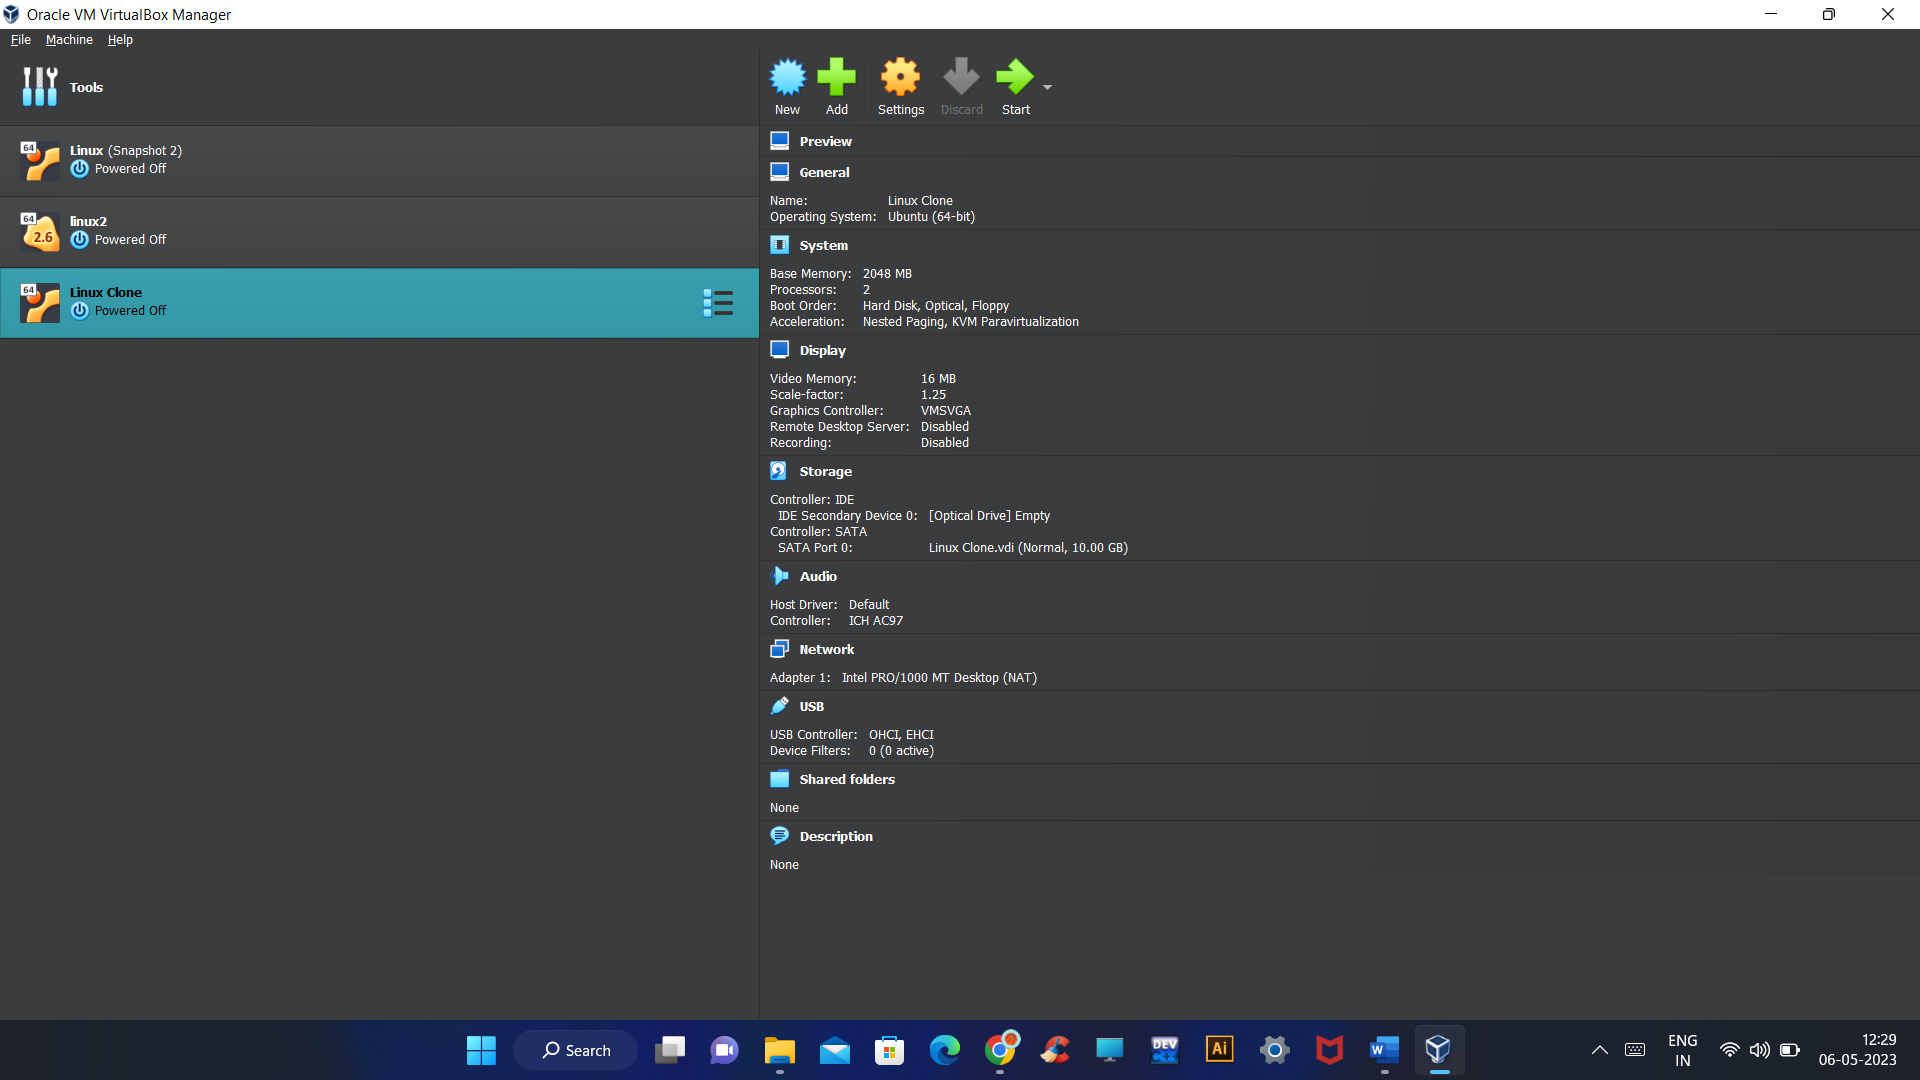 Oracle VM VirtualBox Manager
File Machine Help
Tools
New Add Settings Discard Start
64
Linux (Snapshot 2)
Powered Off
64
2.6
linux2
Powered Off
64
Linux Clone
Powered Off
Preview
General
Name: Linux Clone
Operating System: Ubuntu (64-bit)
System
Base Memory: 2048 MB
Processors: 2
Boot Order: Hard Disk, Optical, Floppy
Acceleration: Nested Paging, KVM Paravirtualization
Display
Video Memory: 16 MB
Scale-factor: 1.25
Graphics Controller: VMSVGA
Remote Desktop Server: Disabled
Recording: Disabled
Storage
Controller: IDE
IDE Secondary Device 0: [Optical Drive] Empty
Controller: SATA
SATA Port 0: Linux Clone.vdi (Normal, 10.00 GB)
Audio
Host Driver: Default
Controller: ICH AC97
Network
Adapter 1: Intel PRO/1000 MT Desktop (NAT)
USB
USB Controller: OHCI, EHCI
Device Filters: 0 (0 active)
Shared folders
None
Description
None
Search
DEV
C++
Ai
W
ENG
IN
12:29
06-05-2023